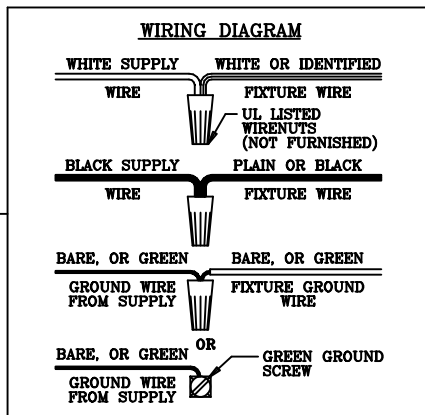 WIRING DIAGRAM
WHITE SUPPLY WHITE OR IDENTIFIED
WIRE FIXTURE WIRE
UL LISTED
WIRENUTS
(NOT FURNISHED)
BLACK SUPPLY PLAIN OR BLACK
WIRE FIXTURE WIRE
BARE, OR GREEN BARE, OR GREEN
GROUND WIRE FIXTURE GROUND
FROM SUPPLY WIRE
OR
BARE, OR GREEN GREEN GROUND
SCREW
GROUND WIRE
FROM SUPPLY